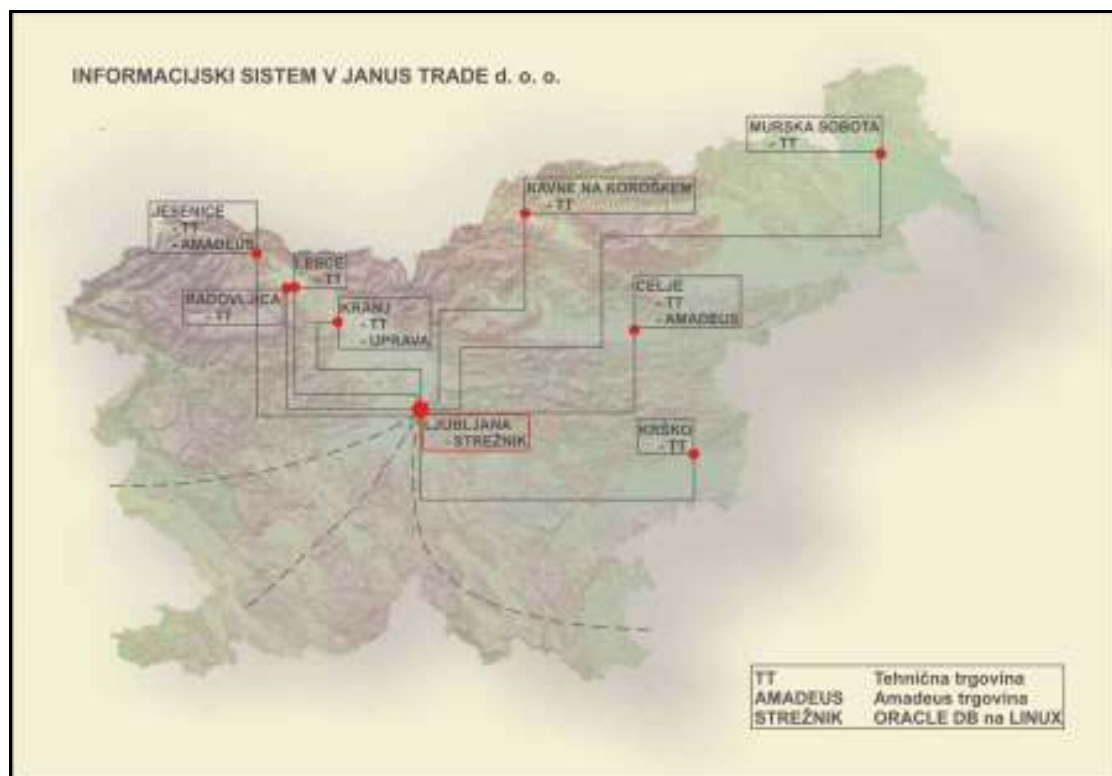 INFORMACIJSKI SISTEM V JANUS TRADE d. o. o.
MURSKA SOBOTA
- TT
RAVNE NA KOROŠKEM
- TT
JESENICE
- TT
- AMADEUS
LESCE
- TT
RADOVLJICA
- TT
KRANJ
- TT
- UPRAVA
CELJE
- TT
- AMADEUS
LJUBLJANA
- STREŽNIK
KRŠKO
- TT
TT Tehnična trgovina
AMADEUS Amadeus trgovina
STREŽNIK ORACLE DB na LINUX